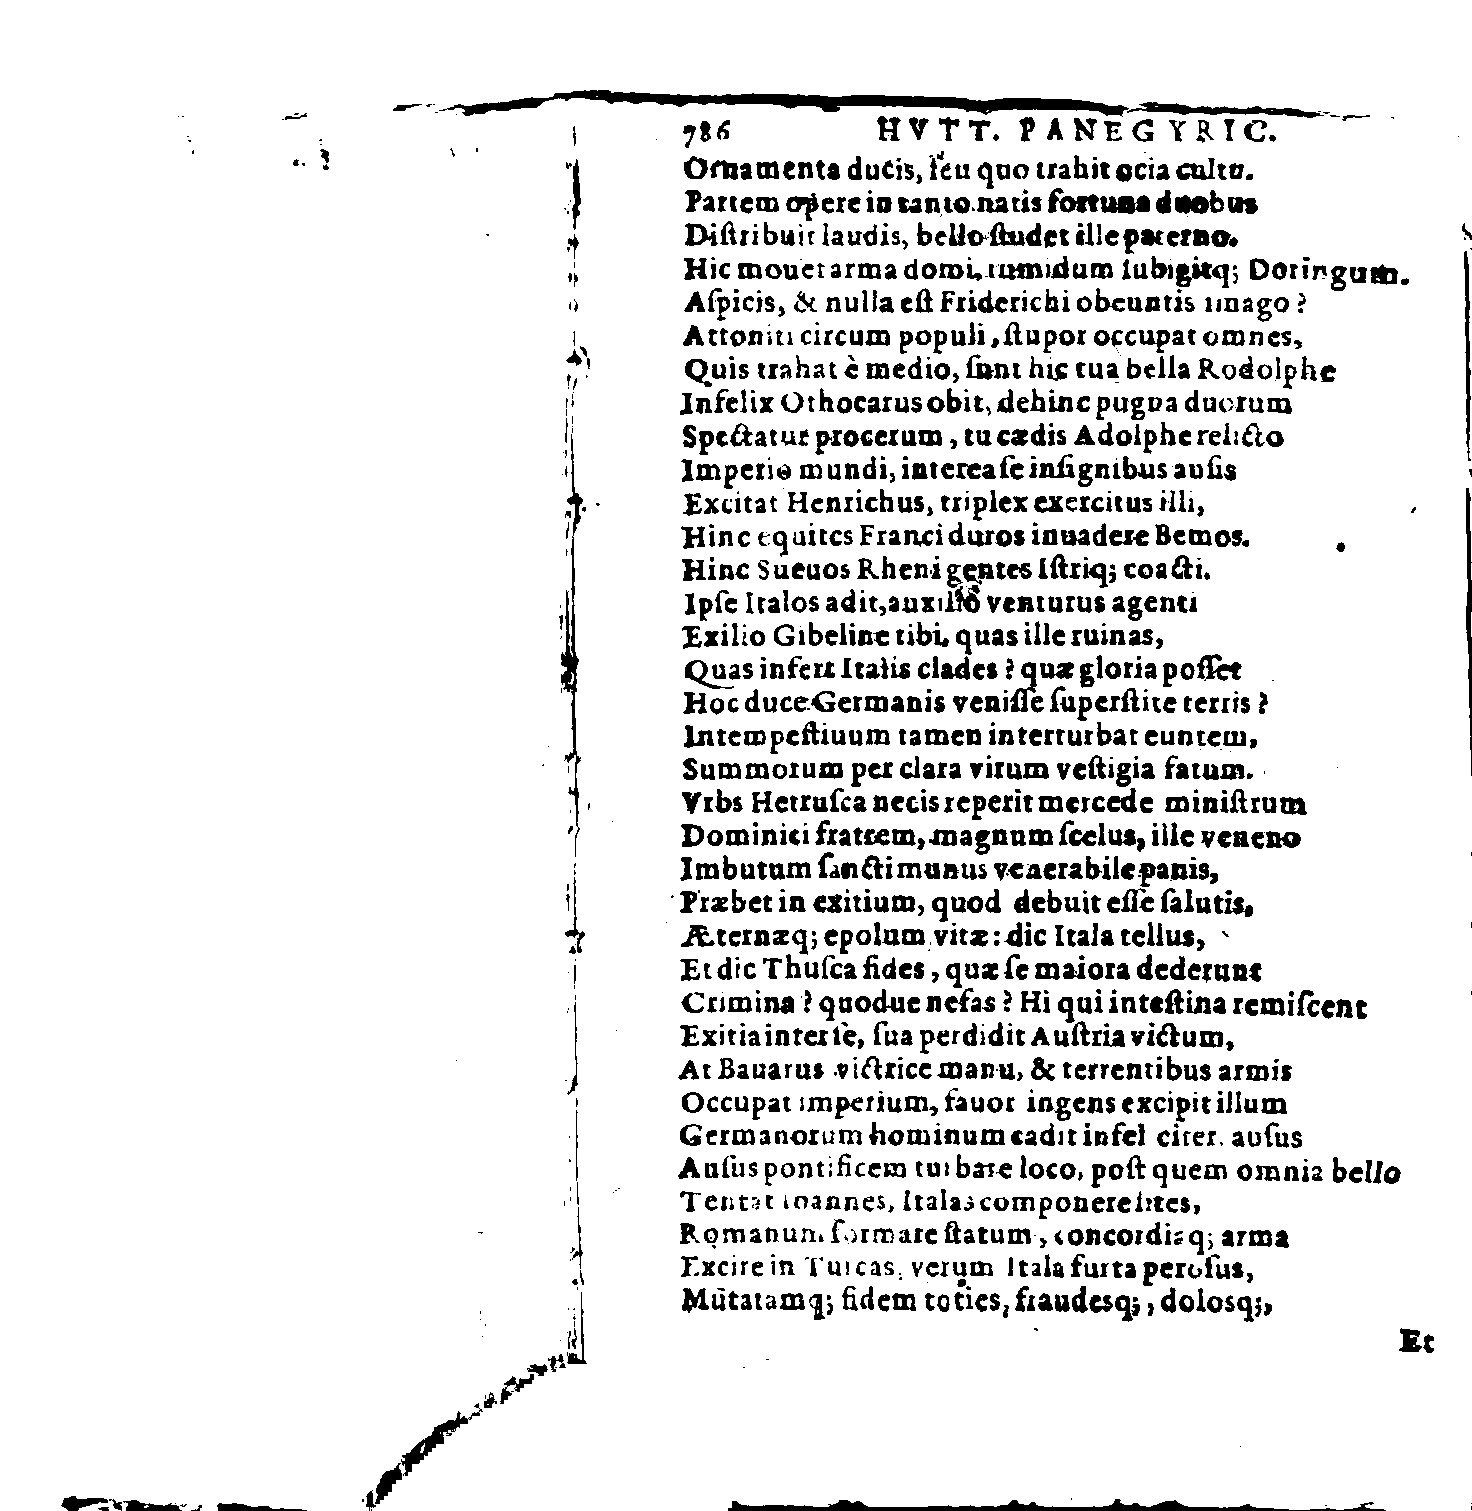 786 HVTT. PANEGYRIC.
Ornamenta ducis, ſeu quo trahit ocia cultu.
Partem opere in tanto natis fortuna duobus
Diſtribuit laudis, bello ſtudet ille paterno.
Hic mouet arma domi, tumidum ſubigitq; Doringum.
Aſpicis, & nulla eſt Friderichi obeuntis imago?
Attoniti circum populi, ſtupor occupat omnes,
Quis trahat è medio, ſunt hic tua bella Rodolphe
Infelix Othocarus obit, dehinc pugna duorum
Spectatur procerum, tu cædis Adolphe relicto
Imperio mundi, interea ſe inſignibus auſis
Excitat Henrichus, triplex exercitus illi,
Hinc equites Franci duros inuadere Bemos.
Hinc Sueuos Rheni gentes Iſtriq; coacti.
Ipſe Italos adit, auxilio venturus agenti
Exilio Gibeline tibi, quas ille ruinas,
Quas infert Italis clades? quæ gloria poſſet
Hoc duce Germanis veniſſe ſuperſtite terris?
Intempeſtiuum tamen interturbat euntem,
Summorum per clara virum veſtigia fatum.
Vrbs Hetruſca necis reperit mercede miniſtrum
Dominici fratrem, magnum ſcelus, ille veneno
Imbutum ſancti munus venerabile panis,
Præbet in exitium, quod debuit eſſe ſalutis,
Æternæq; epolum vitæ: dic Itala tellus,
Et dic Thuſca fides, quæ ſe maiora dederunt
Crimina? quodue nefas? Hi qui inteſtina remiſcent
Exitia inter ſe, ſua perdidit Auſtria victum,
At Bauarus victrice manu, & terrentibus armis
Occupat imperium, fauor ingens excipit illum
Germanorum hominum cadit infel citer. auſus
Auſus pontificem turbare loco, poſt quem omnia bello
Tentat Ioannes, Italas componere lites,
Romanum formare ſtatum, concordiaq; arma
Excire in Turcas, verum Itala furta peroſus,
Mutatamq; fidem toties, fraudesq;, dolosq;,
Et